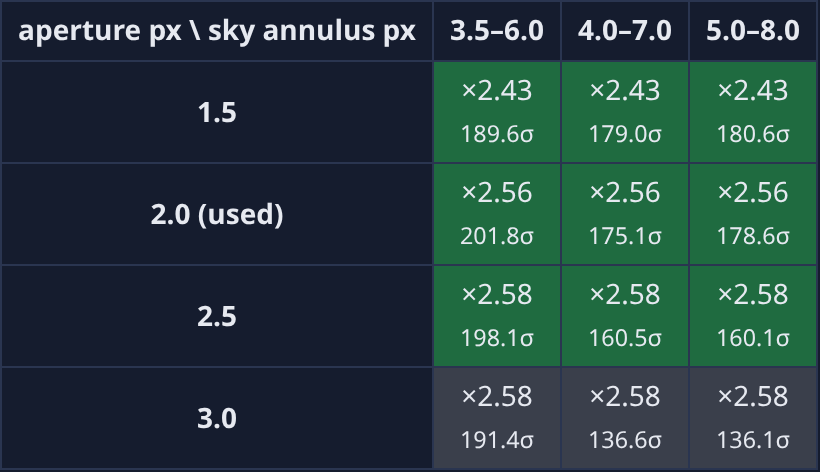 aperture px \ sky annulus px 3.5–6.0 4.0–7.0 5.0–8.0
1.5 ×2.43 ×2.43 ×2.43
189.6σ 179.0σ 180.6σ
2.0 (used) ×2.56 ×2.56 ×2.56
201.8σ 175.1σ 178.6σ
2.5 ×2.58 ×2.58 ×2.58
198.1σ 160.5σ 160.1σ
3.0 ×2.58 ×2.58 ×2.58
191.4σ 136.6σ 136.1σ